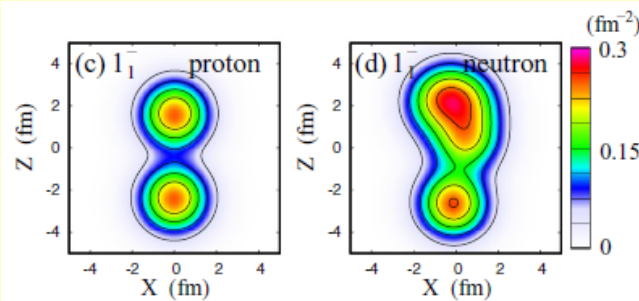 (fm⁻²)
(c) 1₁⁻ proton
(d) 1₁⁻ neutron
0.3
0.15
0
4
2
0
-2
-4
Z (fm)
-4 -2 0 2 4
X (fm)
4
2
0
-2
-4
Z (fm)
-4 -2 0 2 4
X (fm)